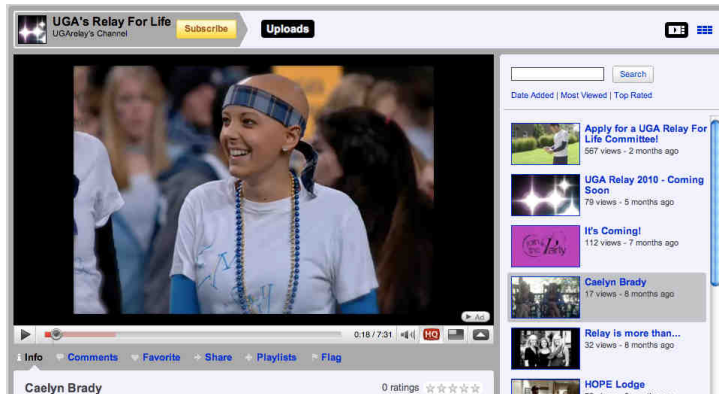 UGA's Relay For Life
UGArelay's Channel
Subscribe
Uploads
Search
Date Added | Most Viewed | Top Rated
Apply for a UGA Relay For
Life Committee!
567 views - 2 months ago
UGA Relay 2010 - Coming
Soon
79 views - 5 months ago
It's Coming!
112 views - 7 months ago
Caelyn Brady
17 views - 8 months ago
Relay is more than...
32 views - 8 months ago
HOPE Lodge
Ad
0:18 / 7:31
HQ
Info
Comments
Favorite
Share
Playlists
Flag
Caelyn Brady
0 ratings